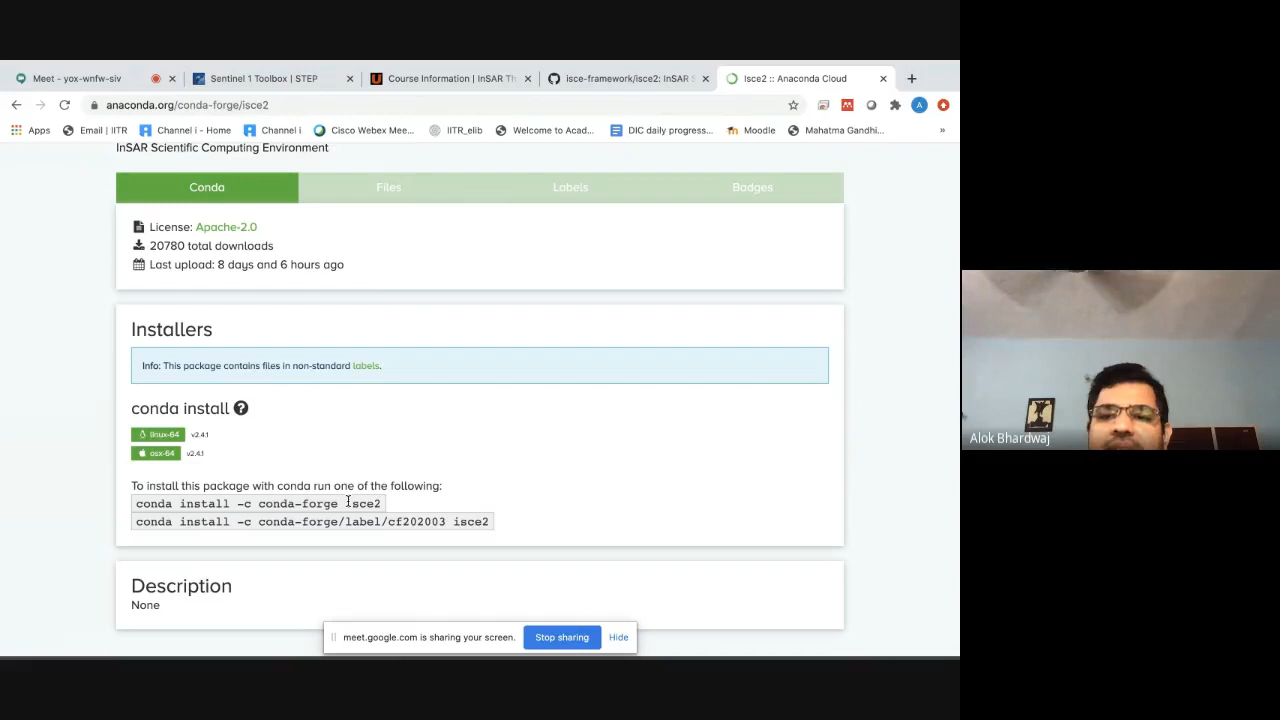 Meet - yox-wnfw-siv
Sentinel 1 Toolbox | STEP
Course Information | InSAR Th
isce-framework/isce2: InSAR S
Isce2 :: Anaconda Cloud
anaconda.org/conda-forge/isce2
A
Apps
Email | IITR
Channel i - Home
Channel i
Cisco Webex Mee...
IITR_elib
Welcome to Acad...
DIC daily progress...
Moodle
Mahatma Gandhi...
»
InSAR Scientific Computing Environment
Conda
Files
Labels
Badges
License: Apache-2.0
20780 total downloads
Last upload: 8 days and 6 hours ago
Installers
Info: This package contains files in non-standard labels.
conda install ?
linux-64 v2.4.1
osx-64 v2.4.1
To install this package with conda run one of the following:
conda install -c conda-forge isce2
conda install -c conda-forge/label/cf202003 isce2
Description
None
meet.google.com is sharing your screen.
Stop sharing
Hide
Alok Bhardwaj